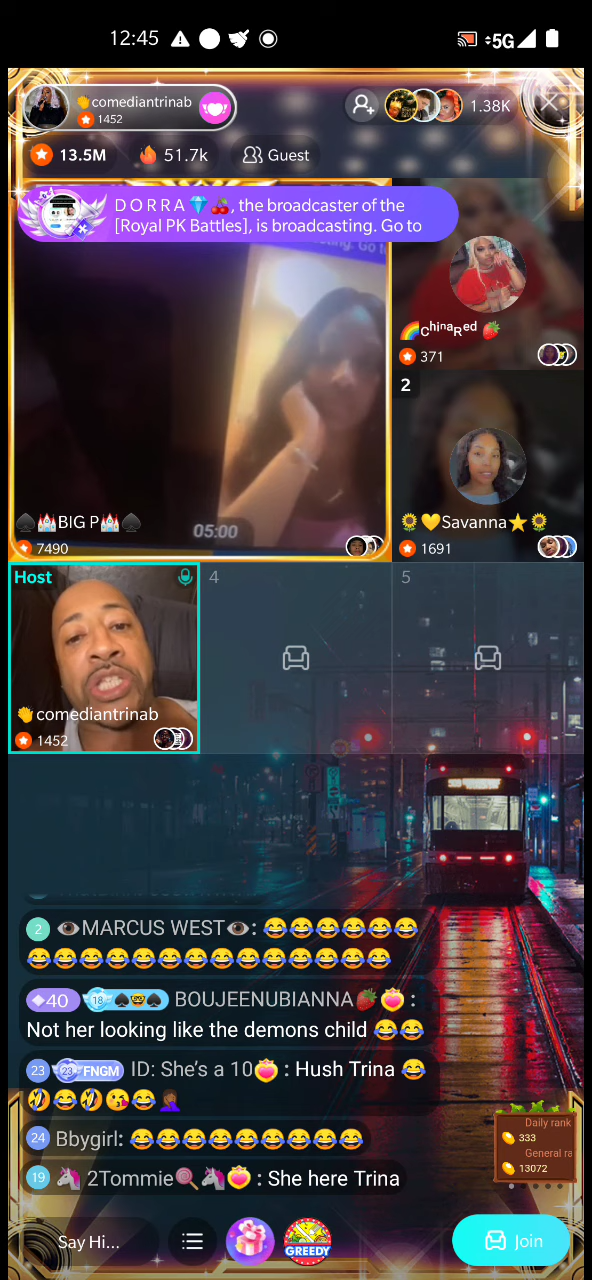 12:45
5G
👋comediantrinab
1452
1.38K
13.5M
51.7k
Guest
D O R R A 💎🍒, the broadcaster of the
[Royal PK Battles], is broadcasting. Go to
🌈cʰⁱⁿᵃRᵉᵈ 🍓
371
2
♠️🏰BIG P🏰♠️
05:00
7490
🌻💛Savanna⭐🌻
1691
Host
4
5
👋comediantrinab
1452
2 👁️MARCUS WEST👁️: 😂😂😂😂😂😂
😂😂😂😂😂😂😂😂😂😂😂😂😂😂
40 18 ♠️🤓♠️ BOUJEENUBIANNA🍓 :
Not her looking like the demons child 😂😂
23 23 FNGM ID: She's a 10 : Hush Trina 😂
🤣😂🤣😘😂🤦🏾‍♀️
24 Bbygirl: 😂😂😂😂😂😂😂😂😂
19 🦄 2Tommie🍭🦄 : She here Trina
Daily rank
333
General ra
13072
Say Hi...
GREEDY
Join